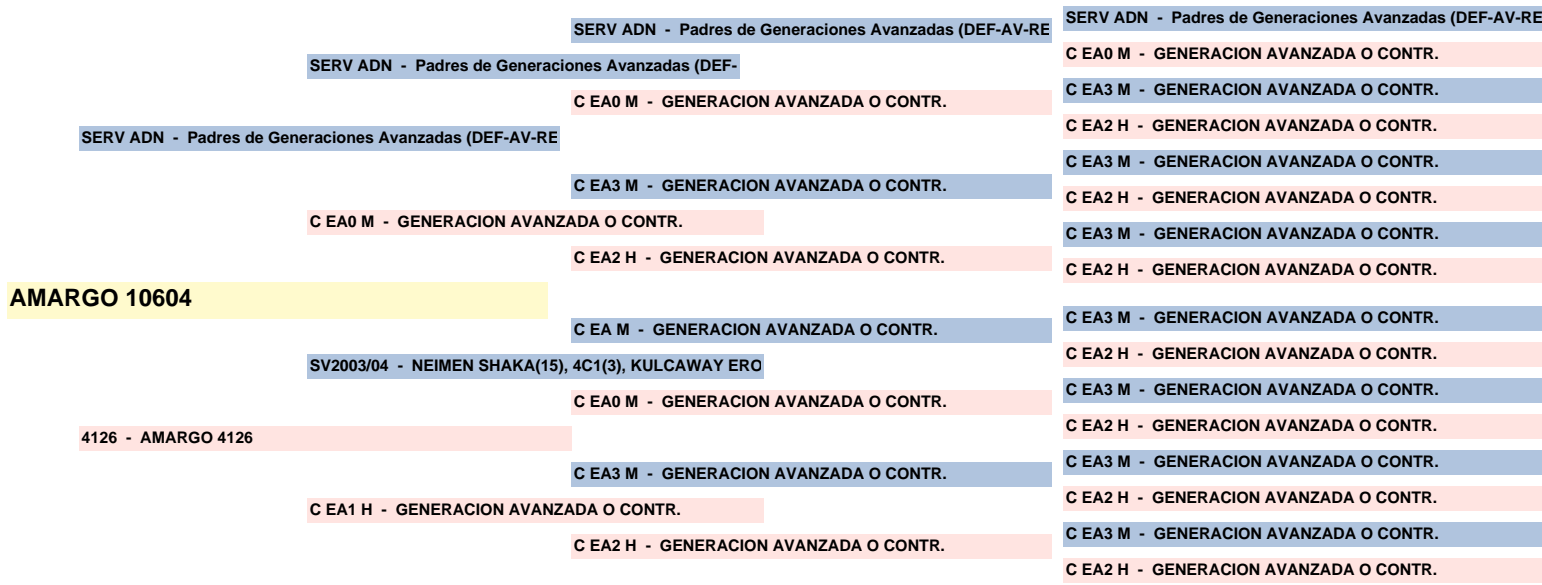 SERV ADN - Padres de Generaciones Avanzadas (DEF-AV-RE
SERV ADN - Padres de Generaciones Avanzadas (DEF-AV-RE
C EA0 M - GENERACION AVANZADA O CONTR.
SERV ADN - Padres de Generaciones Avanzadas (DEF-
C EA3 M - GENERACION AVANZADA O CONTR.
C EA0 M - GENERACION AVANZADA O CONTR.
C EA2 H - GENERACION AVANZADA O CONTR.
SERV ADN - Padres de Generaciones Avanzadas (DEF-AV-RE
C EA3 M - GENERACION AVANZADA O CONTR.
C EA3 M - GENERACION AVANZADA O CONTR.
C EA2 H - GENERACION AVANZADA O CONTR.
C EA0 M - GENERACION AVANZADA O CONTR.
C EA3 M - GENERACION AVANZADA O CONTR.
C EA2 H - GENERACION AVANZADA O CONTR.
C EA2 H - GENERACION AVANZADA O CONTR.
AMARGO 10604
C EA3 M - GENERACION AVANZADA O CONTR.
C EA M - GENERACION AVANZADA O CONTR.
C EA2 H - GENERACION AVANZADA O CONTR.
SV2003/04 - NEIMEN SHAKA(15), 4C1(3), KULCAWAY ERO
C EA3 M - GENERACION AVANZADA O CONTR.
C EA0 M - GENERACION AVANZADA O CONTR.
C EA2 H - GENERACION AVANZADA O CONTR.
4126 - AMARGO 4126
C EA3 M - GENERACION AVANZADA O CONTR.
C EA3 M - GENERACION AVANZADA O CONTR.
C EA2 H - GENERACION AVANZADA O CONTR.
C EA1 H - GENERACION AVANZADA O CONTR.
C EA3 M - GENERACION AVANZADA O CONTR.
C EA2 H - GENERACION AVANZADA O CONTR.
C EA2 H - GENERACION AVANZADA O CONTR.